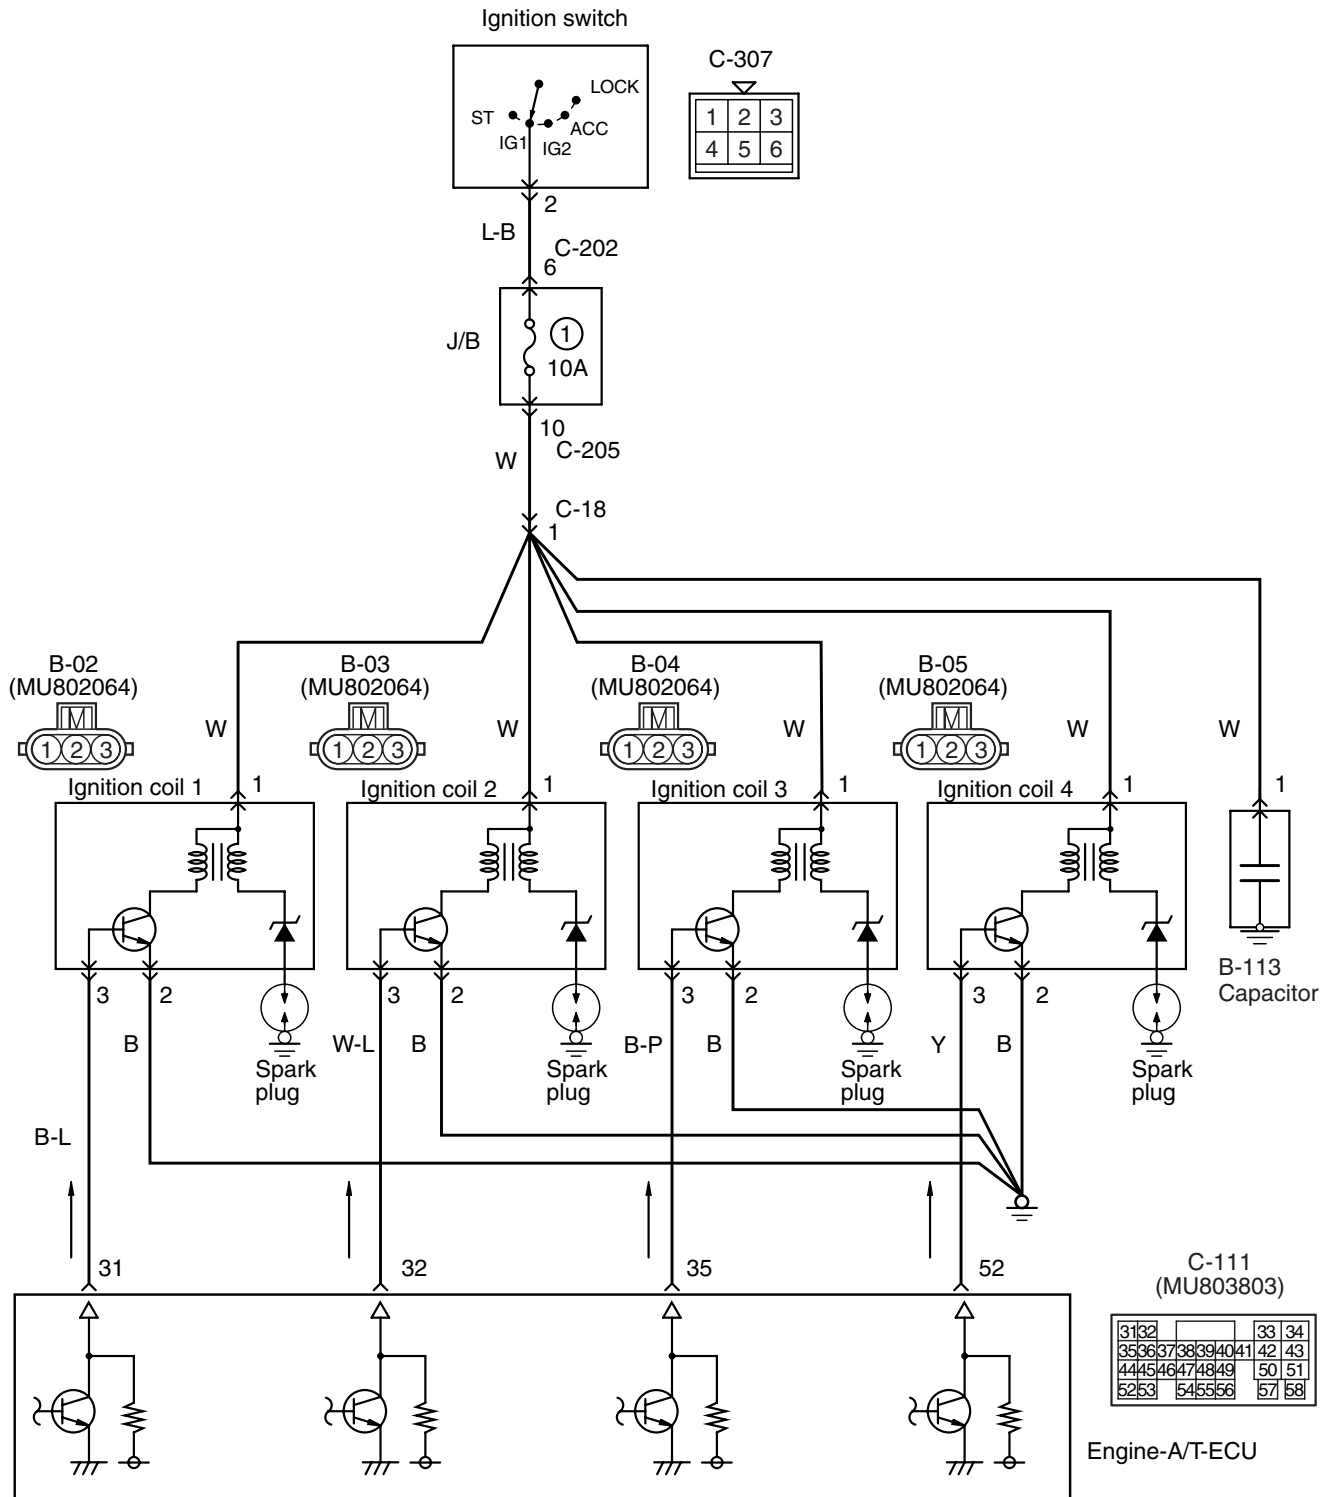 Ignition switch
C-307
LOCK
ST
ACC
IG1
IG2
1 2 3
4 5 6
2
L-B
C-202
6
J/B
1
10A
10
C-205
W
C-18
1
B-02
(MU802064)
1 2 3
B-03
(MU802064)
1 2 3
B-04
(MU802064)
1 2 3
B-05
(MU802064)
1 2 3
W
W
W
W
W
Ignition coil 1
1
Ignition coil 2
1
Ignition coil 3
1
Ignition coil 4
1
1
B-113
Capacitor
3
2
3
2
3
2
3
2
B
W-L
B
B-P
B
Y
B
Spark
plug
Spark
plug
Spark
plug
Spark
plug
B-L
31
32
35
52
C-111
(MU803803)
31 32 33 34
35 36 37 38 39 40 41 42 43
44 45 46 47 48 49 50 51
52 53 54 55 56 57 58
Engine-A/T-ECU